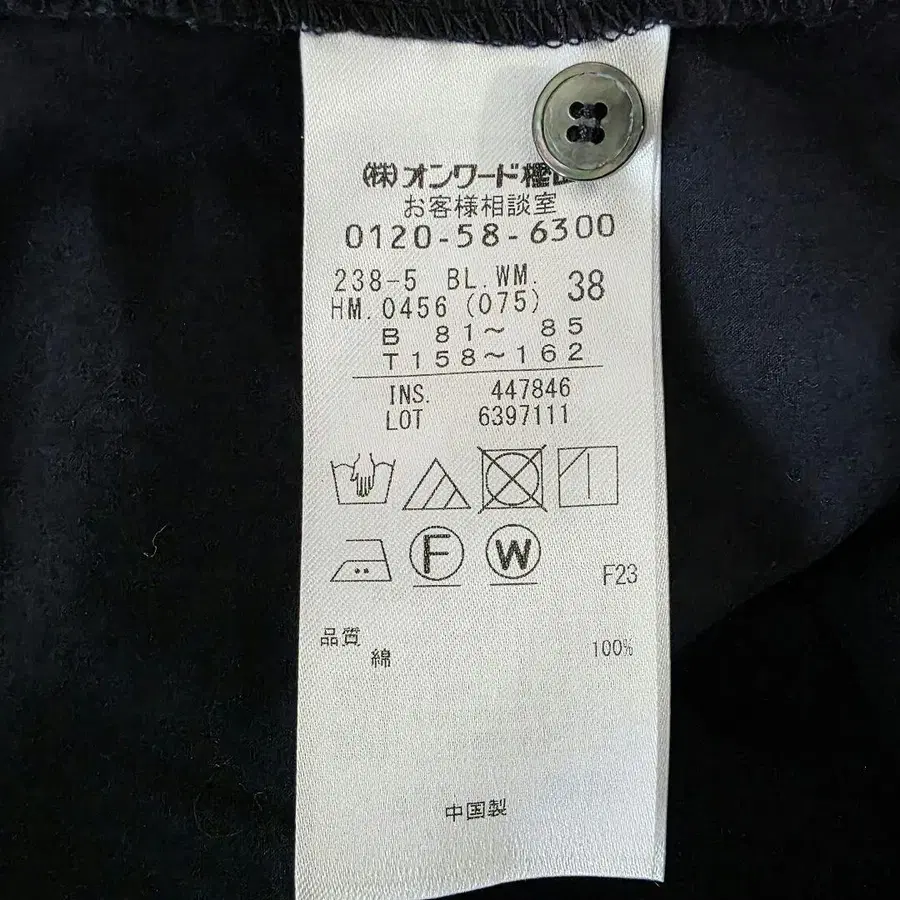 ㈱オンワード樫
お客様相談室
0120-58-6300
238-5 BL.WM. 38
HM.0456 (075)
B 81〜 85
T158〜162
INS. 447846
LOT 6397111
F W
F23
品質
綿 100%
中国製